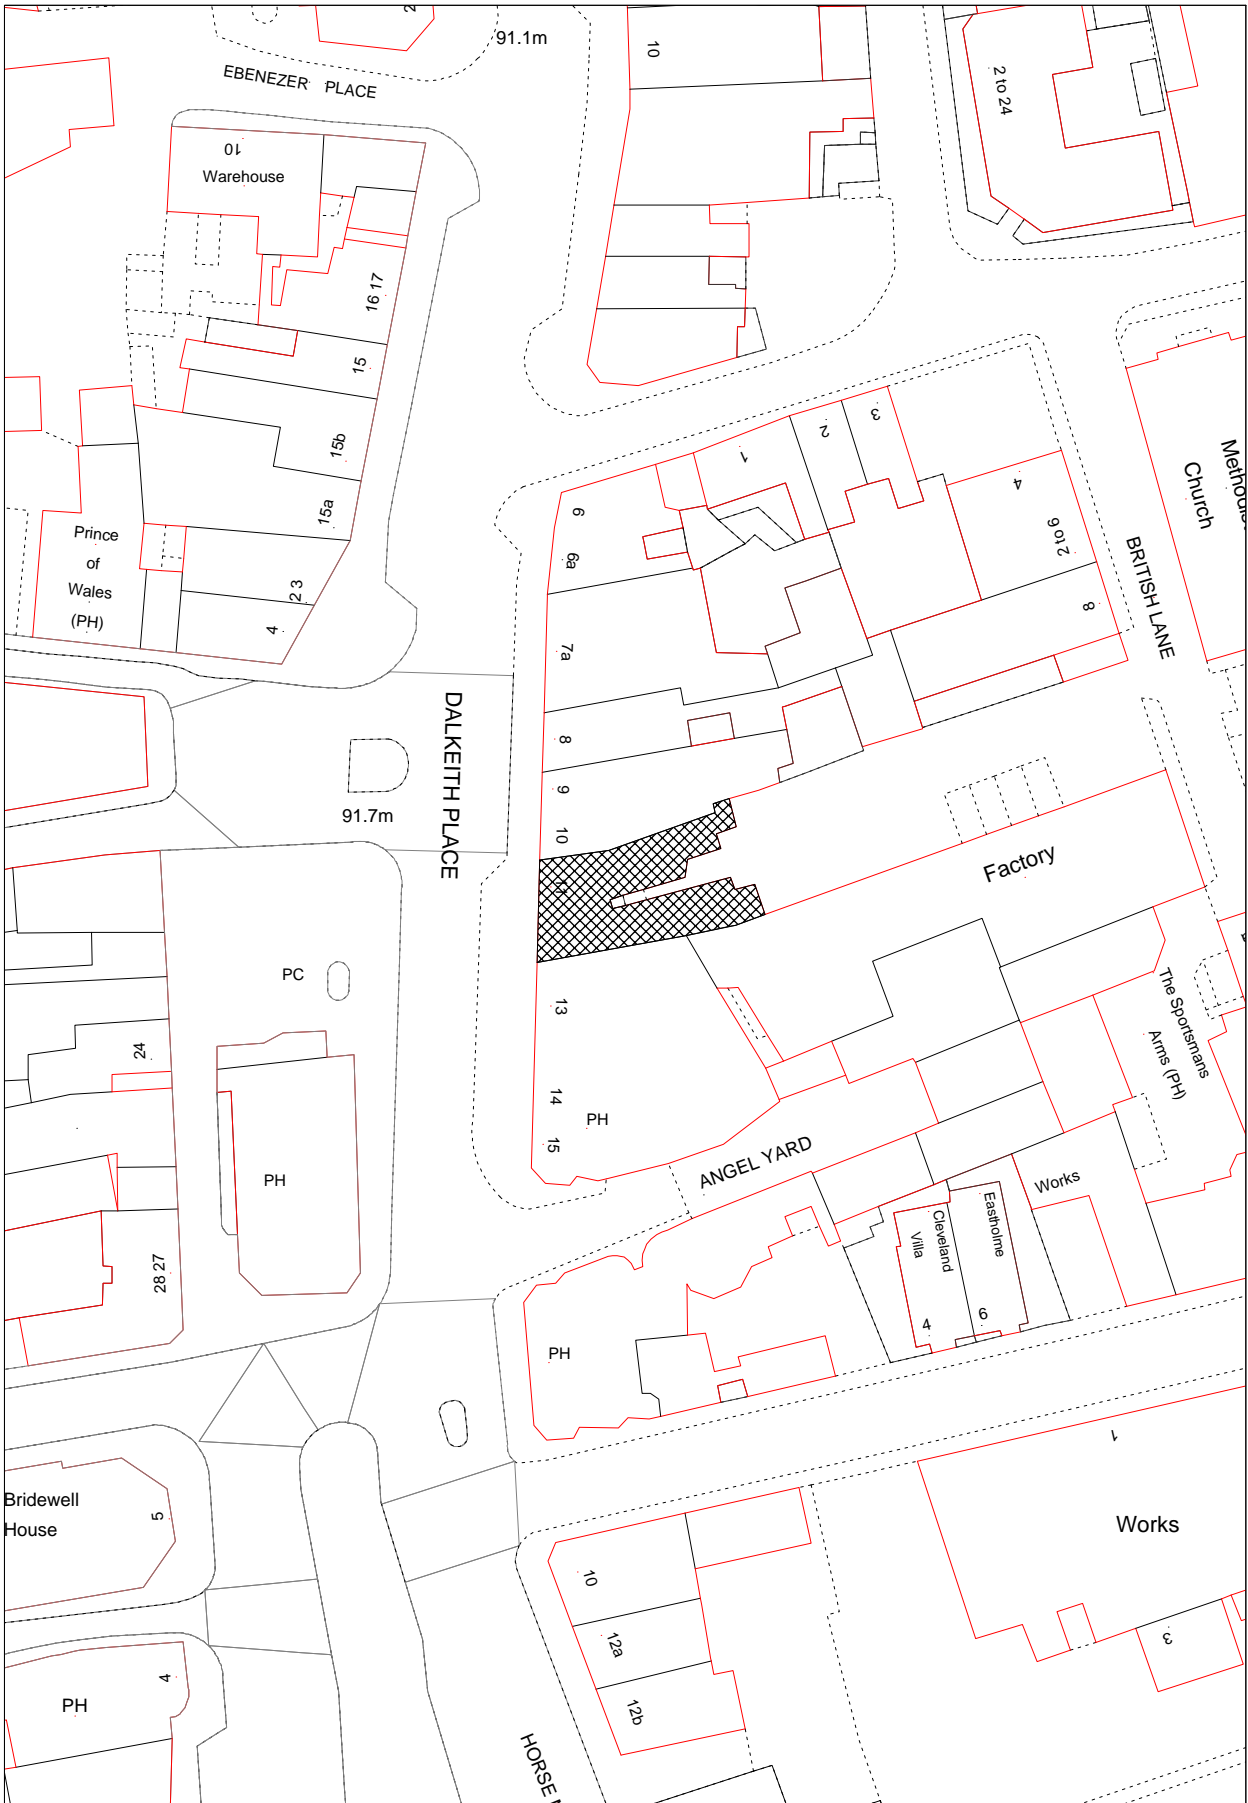 2
91.1m
10
EBENEZER PLACE
2 to 24
10
Warehouse
16 17
15
15b
15a
Prince
of
Wales
(PH)
2 3
4
1
2
3
4
2 to 6
8
6
6a
7a
8
9
10
11
Church
BRITISH LANE
DALKEITH PLACE
91.7m
Factory
PC
13
14
15
PH
24
PH
28 27
ANGEL YARD
The Sportsmans
Arms (PH)
Works
Eastholme
Cleveland
Villa
4
6
PH
1
Works
3
Bridewell
House
5
4
PH
10
12a
12b
HORSE